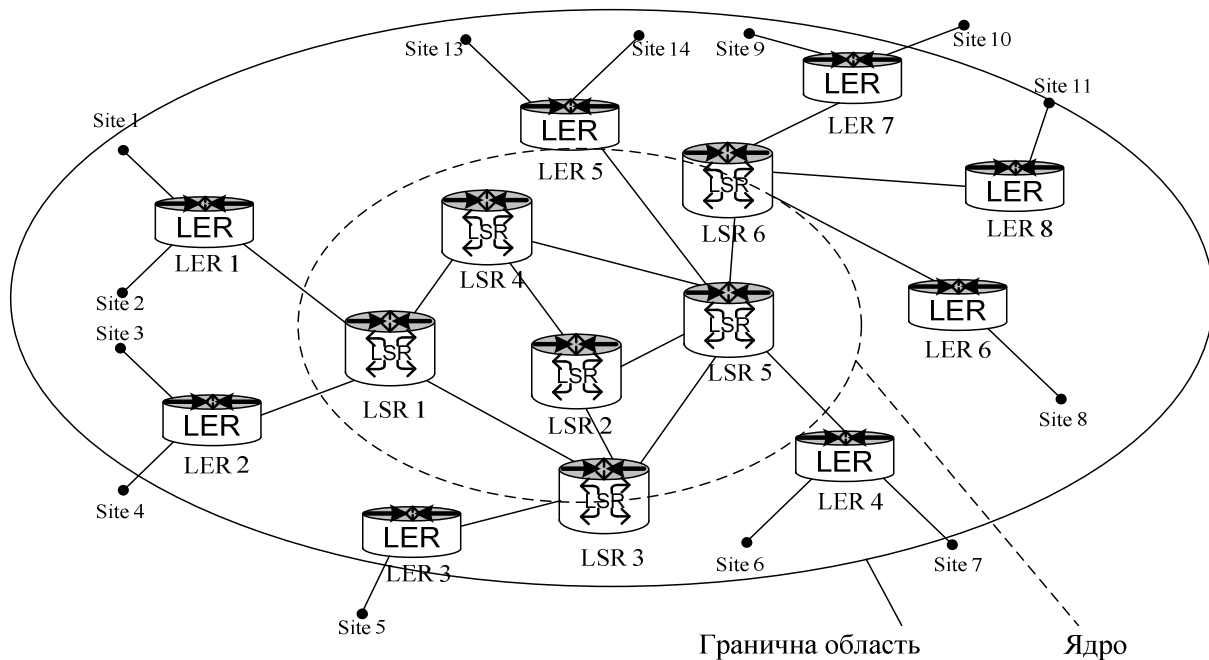 Site 13
Site 14
Site 9
Site 10
Site 11
LER
LER 7
LER
LER 5
Site 1
LSR
LSR 6
LER
LER 8
LER
LER 1
LSR
LSR 4
Site 2
Site 3
LSR
LSR 1
LSR
LSR 5
LER
LER 6
LSR
LSR 2
LER
LER 2
Site 8
LER
LER 4
Site 4
LSR
LSR 3
LER
LER 3
Site 6
Site 7
Site 5
Гранична область
Ядро